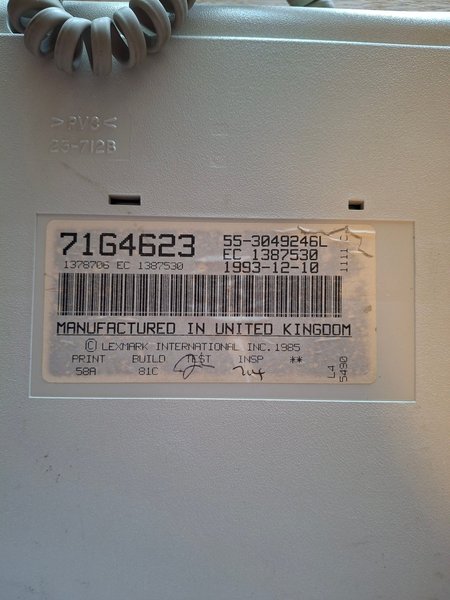 >PVC<
23-712B
71G4623
55-3049246L
EC 1387530
1378706 EC 1387530
1993-12-10
MANUFACTURED IN UNITED KINGDOM
© LEXMARK INTERNATIONAL INC. 1985
PRINT BUILD TEST INSP **
58A 81C
L4
5490
1111